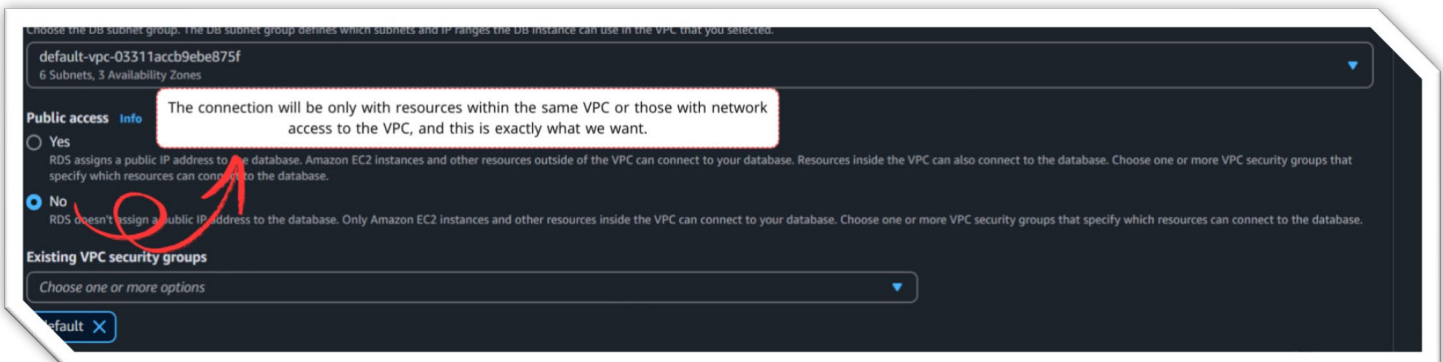 Choose the DB subnet group. The DB subnet group defines which subnets and IP ranges the DB instance can use in the VPC that you selected.
default-vpc-03311accb9ebe875f
6 Subnets, 3 Availability Zones
The connection will be only with resources within the same VPC or those with network
access to the VPC, and this is exactly what we want.
Public access Info
Yes
RDS assigns a public IP address to the database. Amazon EC2 instances and other resources outside of the VPC can connect to your database. Resources inside the VPC can also connect to the database. Choose one or more VPC security groups that
specify which resources can connect to the database.
No
RDS doesn't assign a public IP address to the database. Only Amazon EC2 instances and other resources inside the VPC can connect to your database. Choose one or more VPC security groups that specify which resources can connect to the database.
Existing VPC security groups
Choose one or more options
default